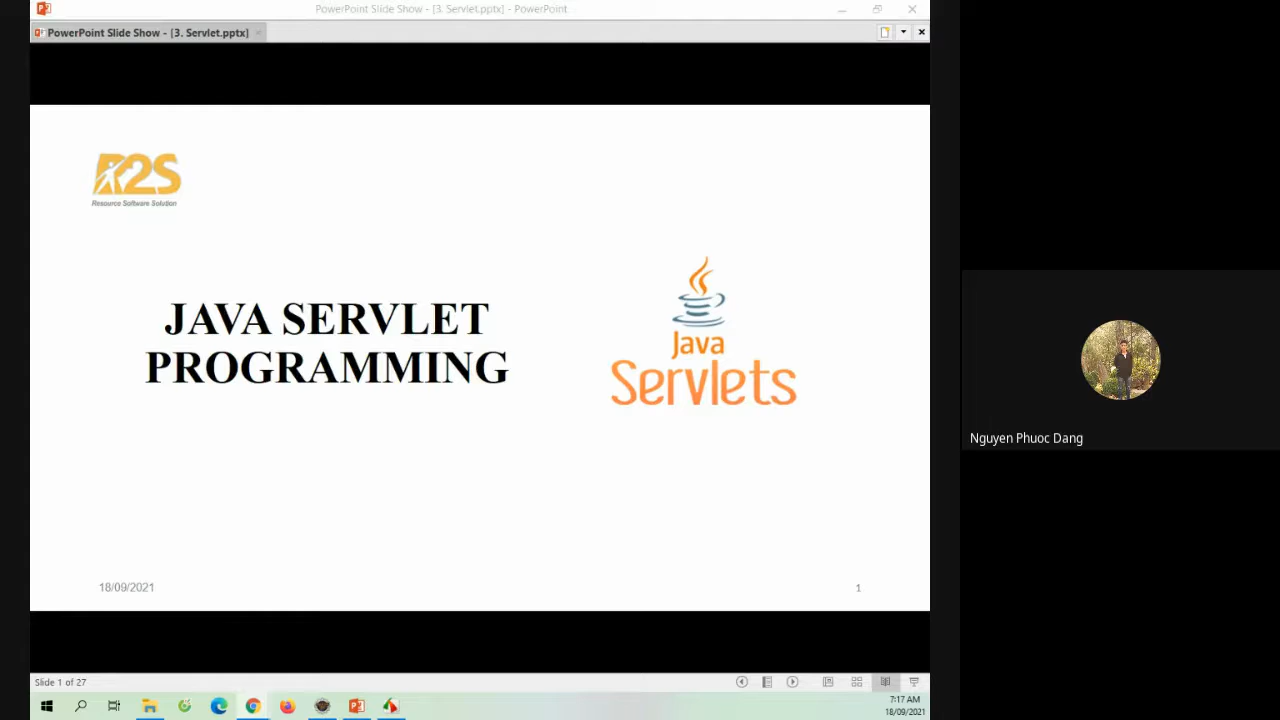 PowerPoint Slide Show - [3. Servlet.pptx] - PowerPoint
PowerPoint Slide Show - [3. Servlet.pptx]
R2S
Resource Software Solution
JAVA SERVLET
PROGRAMMING
Java
Servlets
18/09/2021
1
Nguyen Phuoc Dang
Slide 1 of 27
7:17 AM
18/09/2021